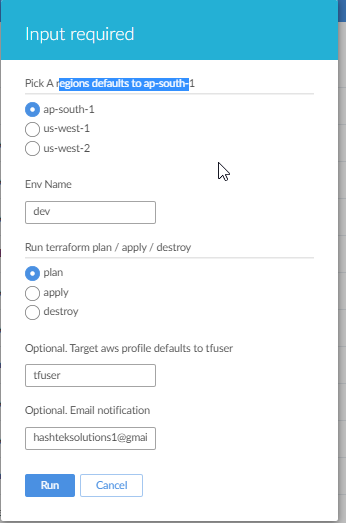 Input required
Pick A regions defaults to ap-south-1
ap-south-1
us-west-1
us-west-2
Env Name
dev
Run terraform plan / apply / destroy
plan
apply
destroy
Optional. Target aws profile defaults to tfuser
tfuser
Optional. Email notification
hashteksolutions1@gmai
Run Cancel